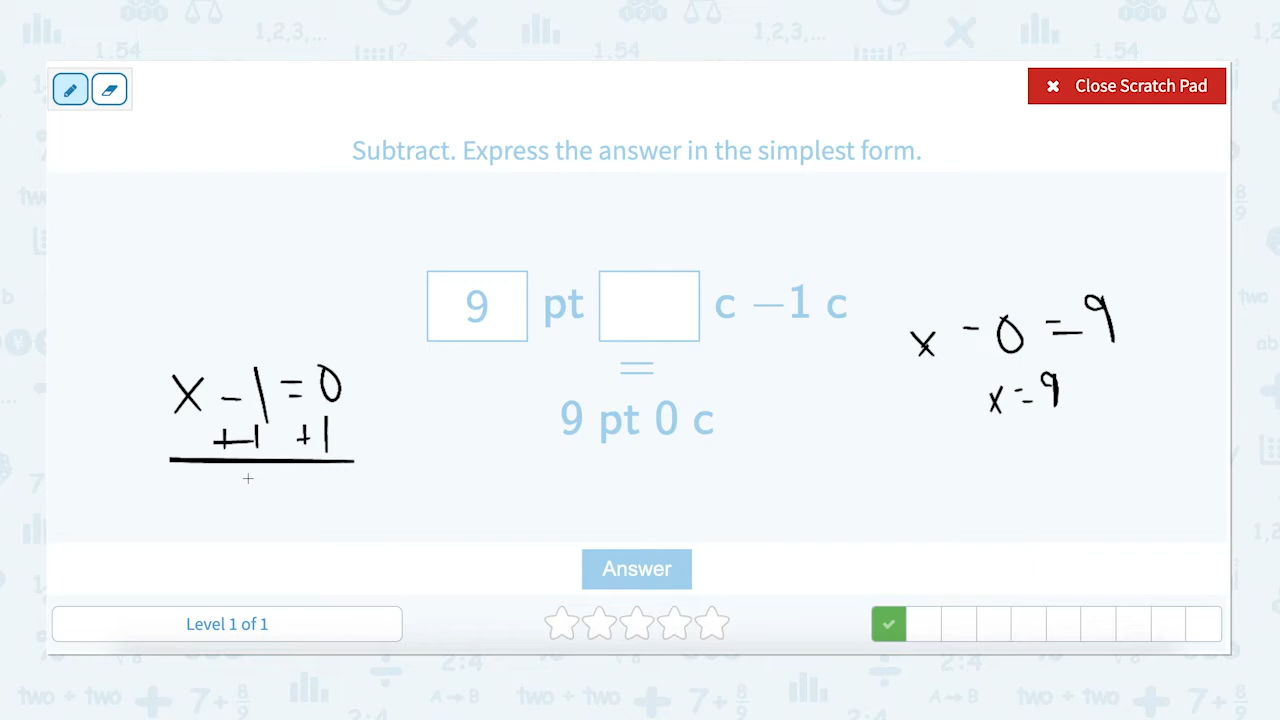 Close Scratch Pad
Subtract. Express the answer in the simplest form.
9 pt c −1 c
=
9 pt 0 c
x - 1 = 0
+1 +1
x - 0 = 9
x = 9
Answer
Level 1 of 1